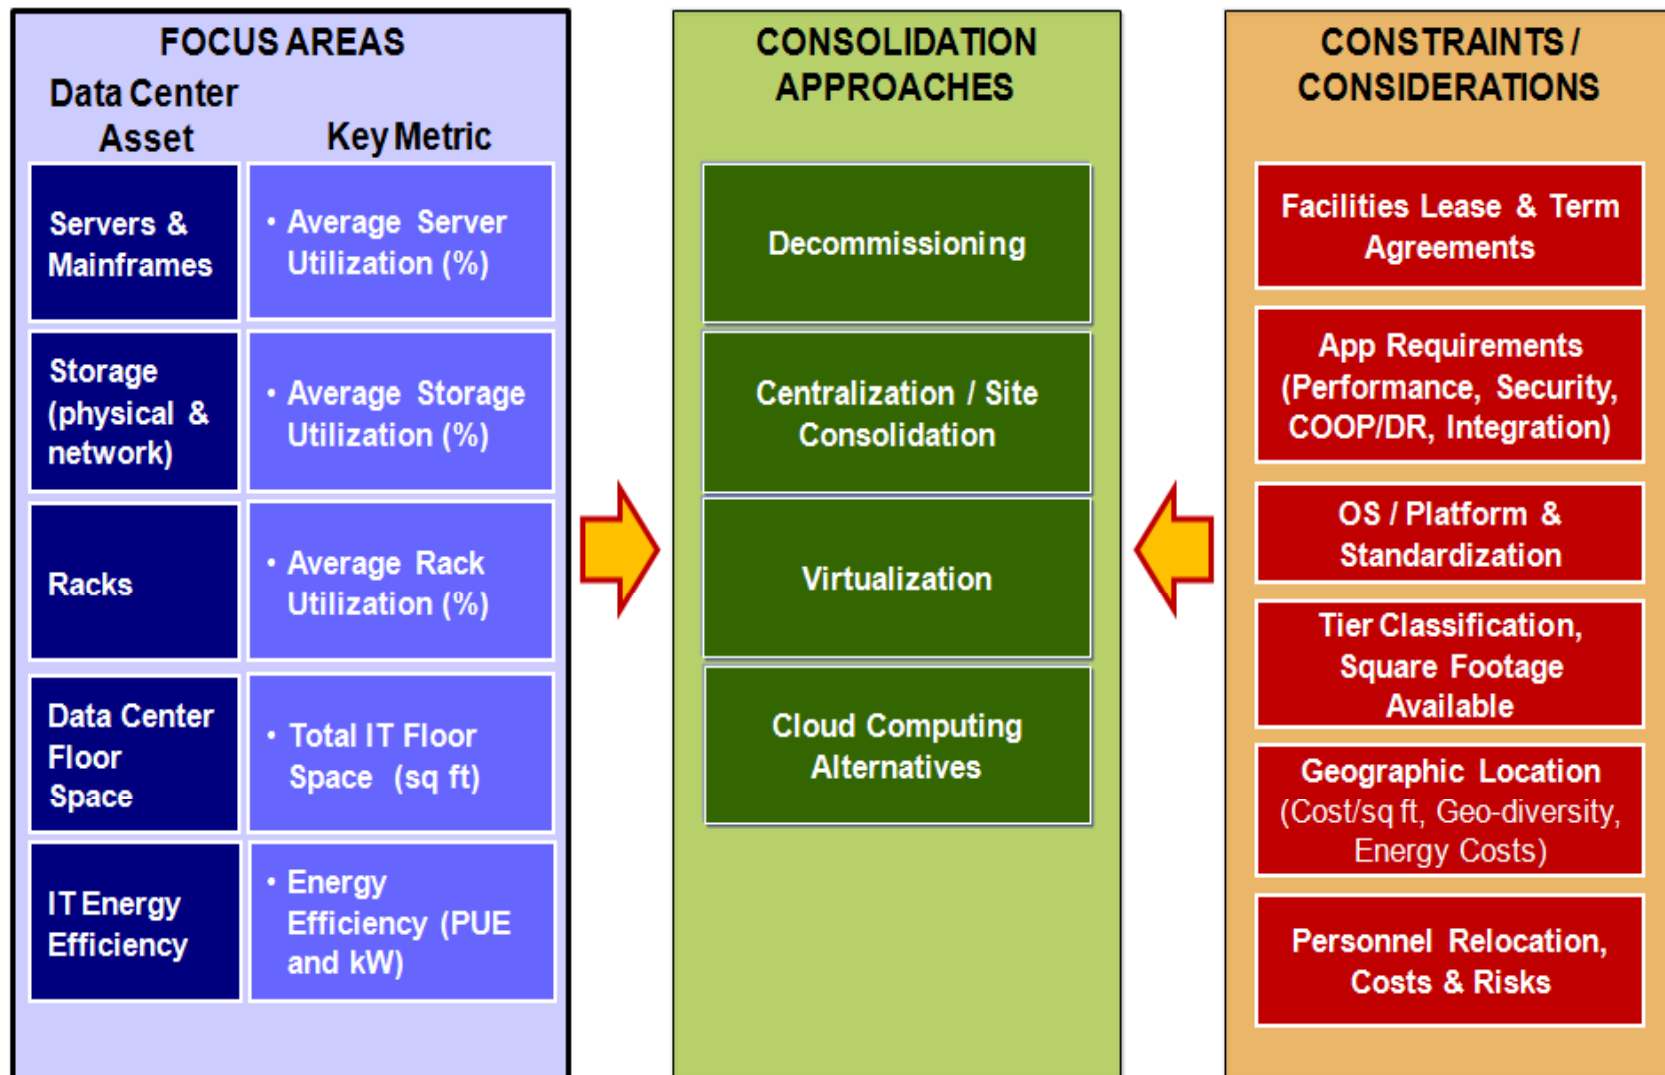 FOCUS AREAS
Data Center
Asset
Key Metric
Servers &
Mainframes
• Average Server
Utilization (%)
Storage
(physical &
network)
• Average Storage
Utilization (%)
Racks
• Average Rack
Utilization (%)
Data Center
Floor
Space
• Total IT Floor
Space (sq ft)
IT Energy
Efficiency
• Energy
Efficiency (PUE
and kW)
CONSOLIDATION
APPROACHES
Decommissioning
Centralization / Site
Consolidation
Virtualization
Cloud Computing
Alternatives
CONSTRAINTS /
CONSIDERATIONS
Facilities Lease & Term
Agreements
App Requirements
(Performance, Security,
COOP/DR, Integration)
OS / Platform &
Standardization
Tier Classification,
Square Footage
Available
Geographic Location
(Cost/sq ft, Geo-diversity,
Energy Costs)
Personnel Relocation,
Costs & Risks